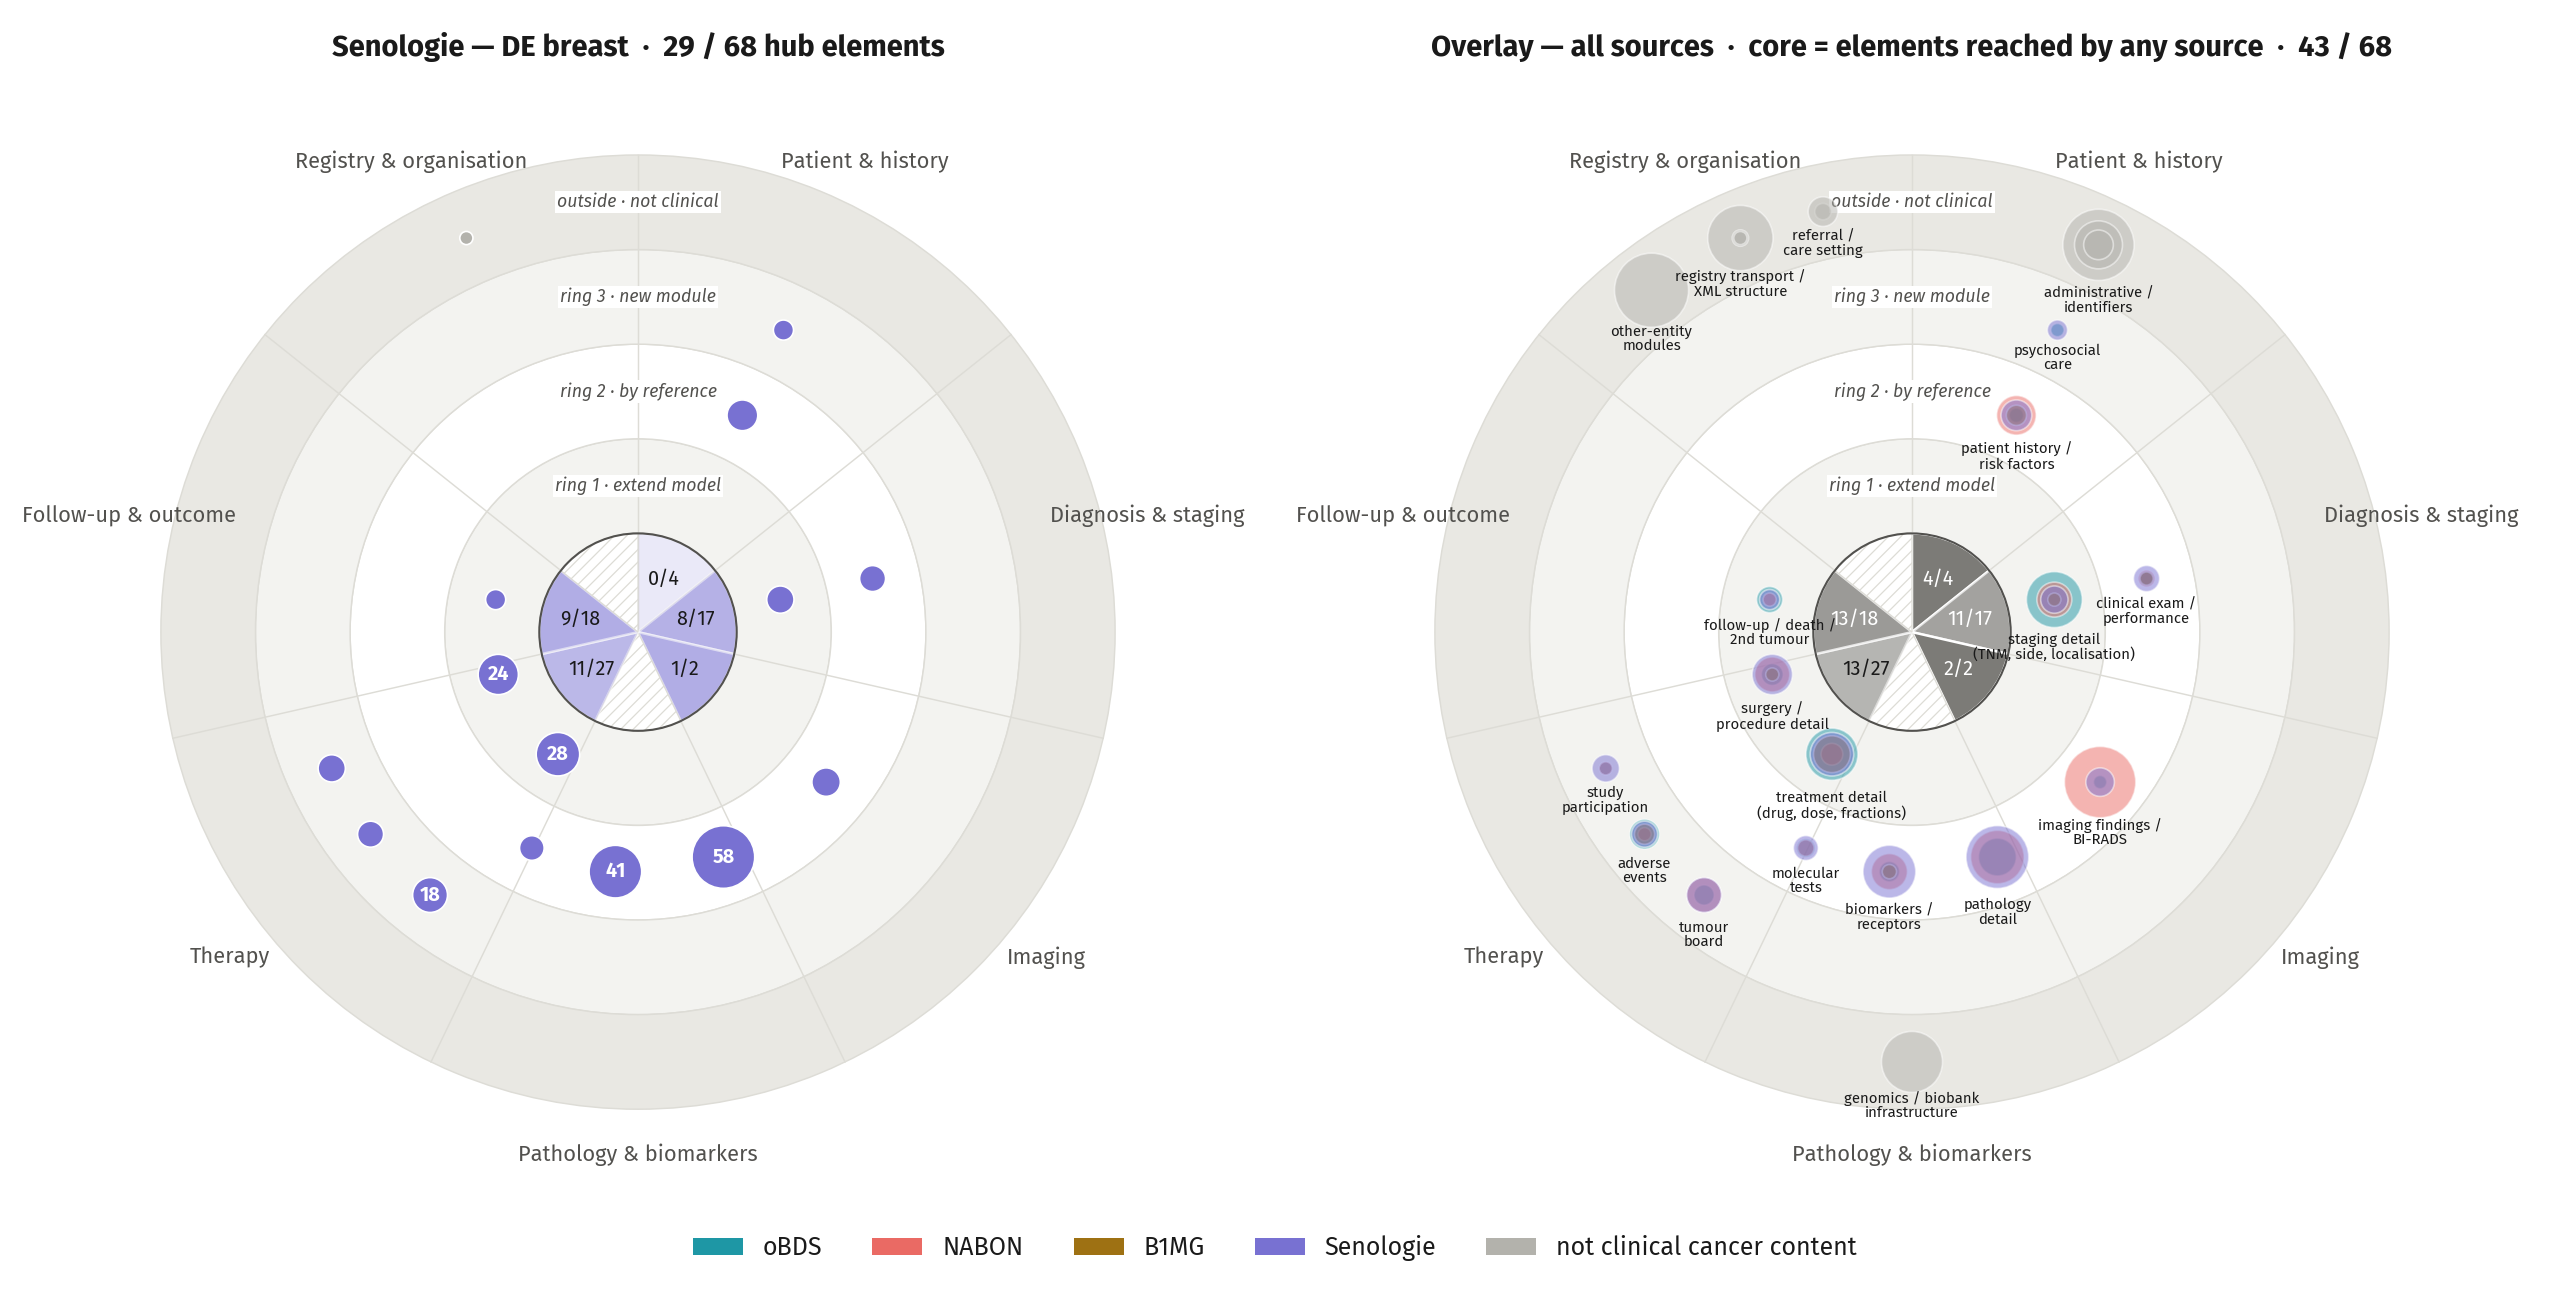 Senologie — DE breast · 29 / 68 hub elements
Registry & organisation
Patient & history
outside · not clinical
ring 3 · new module
ring 2 · by reference
ring 1 · extend model
Follow-up & outcome
Diagnosis & staging
0/4
9/18
8/17
11/27
1/2
24
28
18
41
58
Therapy
Imaging
Pathology & biomarkers
Overlay — all sources · core = elements reached by any source · 43 / 68
Registry & organisation
Patient & history
outside · not clinical
referral /
care setting
registry transport /
XML structure
other-entity
modules
administrative /
identifiers
ring 3 · new module
psychosocial
care
ring 2 · by reference
patient history /
risk factors
ring 1 · extend model
Follow-up & outcome
Diagnosis & staging
4/4
13/18
11/17
13/27
2/2
follow-up / death /
2nd tumour
clinical exam /
performance
staging detail
(TNM, side, localisation)
surgery /
procedure detail
treatment detail
(drug, dose, fractions)
study
participation
adverse
events
tumour
board
molecular
tests
biomarkers /
receptors
pathology
detail
imaging findings /
BI-RADS
Therapy
Imaging
genomics / biobank
infrastructure
Pathology & biomarkers
oBDS
NABON
B1MG
Senologie
not clinical cancer content